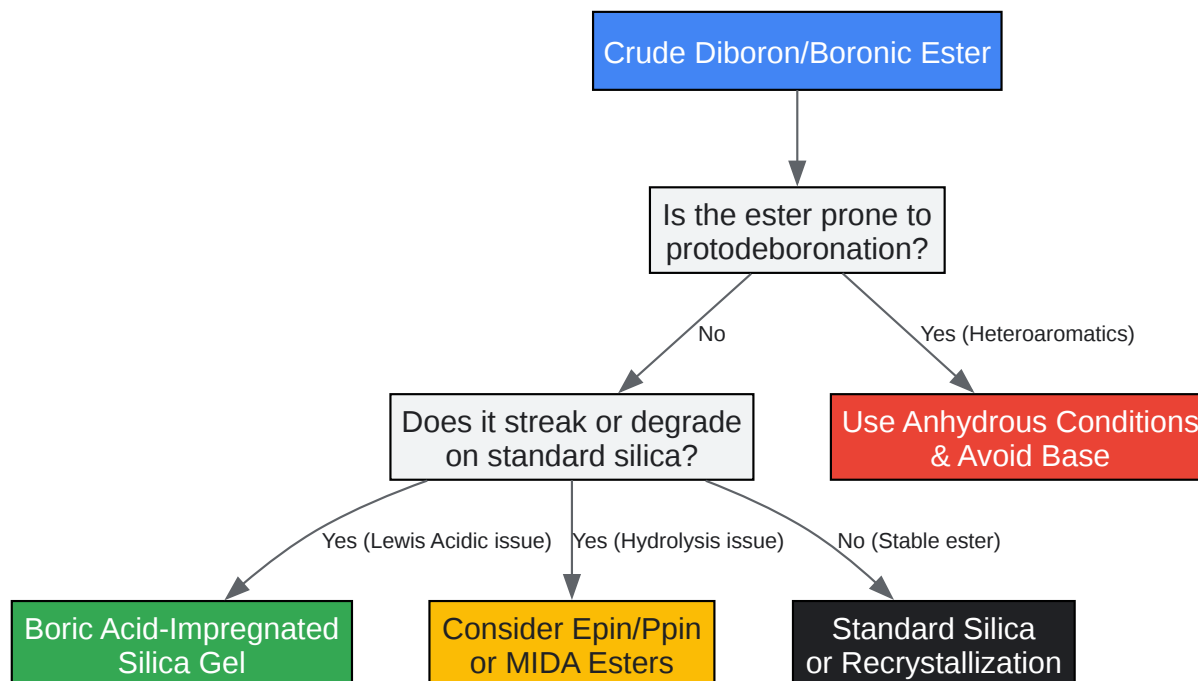 Crude Diboron/Boronic Ester
Is the ester prone to
protodeboronation?
No
Yes (Heteroaromatics)
Does it streak or degrade
on standard silica?
Use Anhydrous Conditions
& Avoid Base
Yes (Lewis Acidic issue)
Yes (Hydrolysis issue)
No (Stable ester)
Boric Acid-Impregnated
Silica Gel
Consider Epin/Ppin
or MIDA Esters
Standard Silica
or Recrystallization